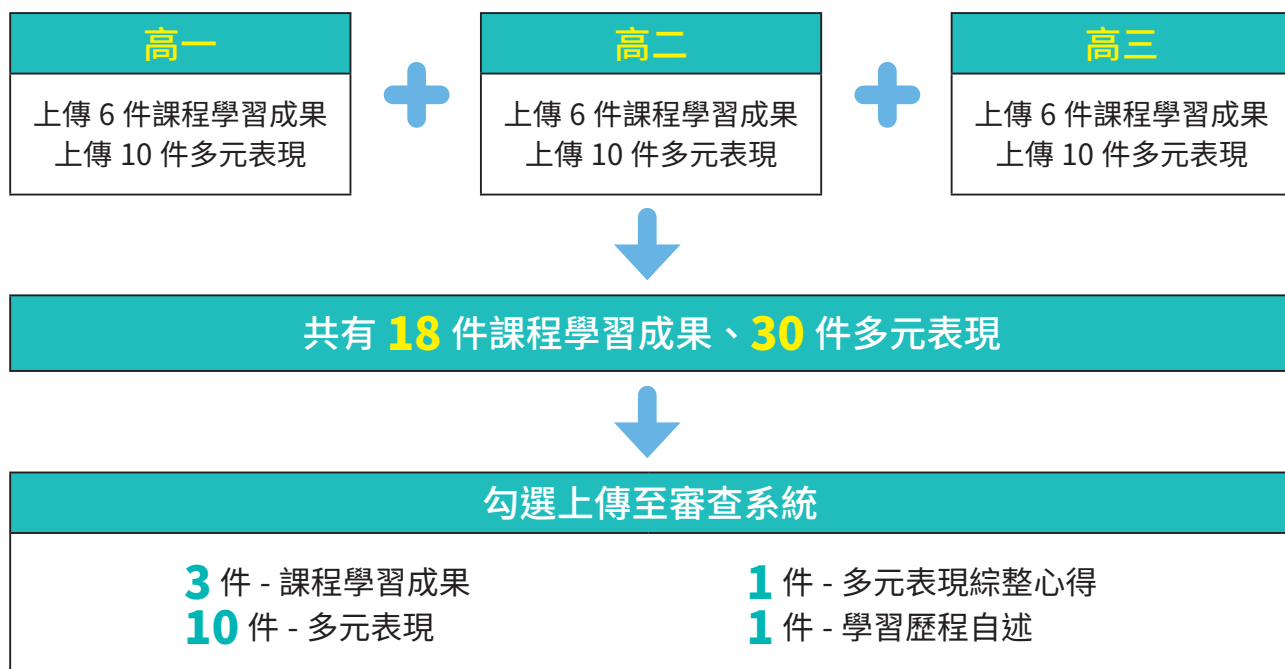 高一
上傳 6 件課程學習成果
上傳 10 件多元表現
高二
上傳 6 件課程學習成果
上傳 10 件多元表現
高三
上傳 6 件課程學習成果
上傳 10 件多元表現
共有 18 件課程學習成果、30 件多元表現
勾選上傳至審查系統
3 件 - 課程學習成果
10 件 - 多元表現
1 件 - 多元表現綜整心得
1 件 - 學習歷程自述